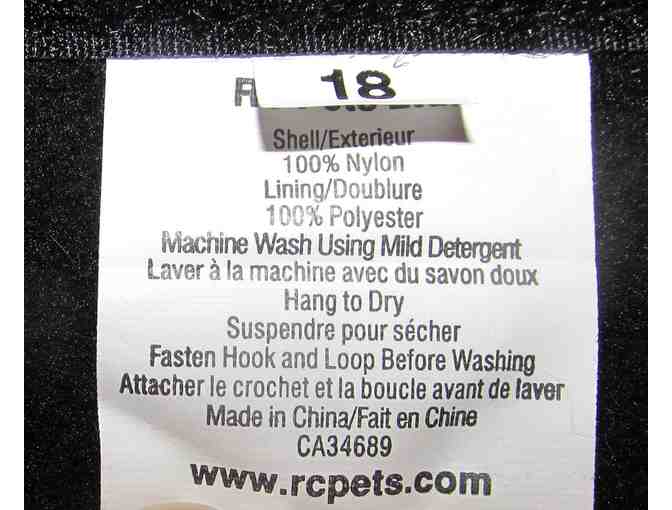 18
Shell/Exterieur
100% Nylon
Lining/Doublure
100% Polyester
Machine Wash Using Mild Detergent
Laver à la machine avec du savon doux
Hang to Dry
Suspendre pour sécher
Fasten Hook and Loop Before Washing
Attacher le crochet et la boucle avant de laver
Made in China/Fait en Chine
CA34689
www.rcpets.com